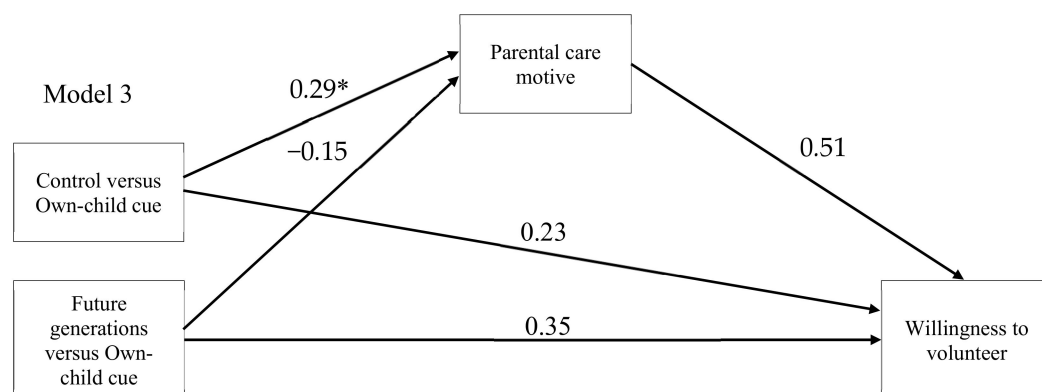 Parental care
motive
Model 3
0.29*
−0.15
0.51
Control versus
Own-child cue
0.23
Future
generations
versus Own-
child cue
0.35
Willingness to
volunteer